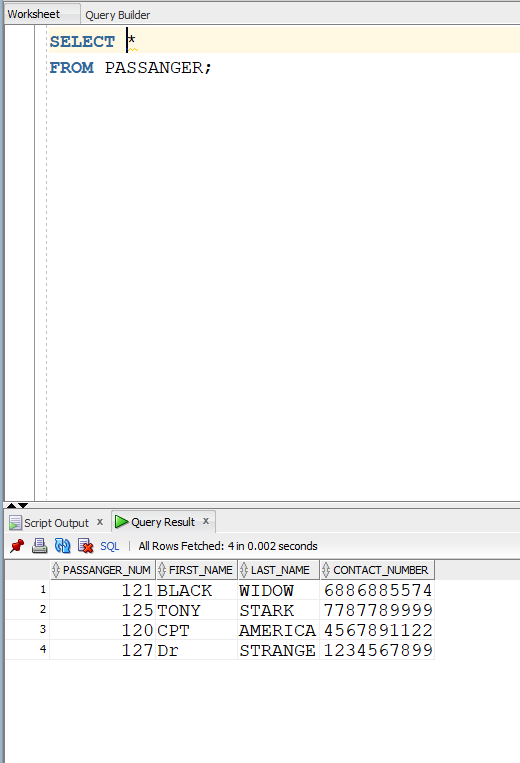 Worksheet Query Builder
SELECT *
FROM PASSANGER;
Script Output x Query Result x
SQL | All Rows Fetched: 4 in 0.002 seconds
PASSANGER_NUM FIRST_NAME LAST_NAME CONTACT_NUMBER
1 121 BLACK WIDOW 6886885574
2 125 TONY STARK 7787789999
3 120 CPT AMERICA 4567891122
4 127 Dr STRANGE 1234567899